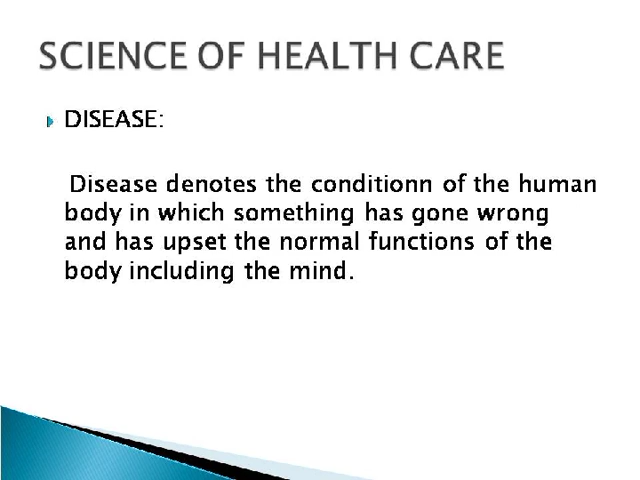 SCIENCE OF HEALTH CARE
DISEASE:
Disease denotes the conditionn of the human
body in which something has gone wrong
and has upset the normal functions of the
body including the mind.